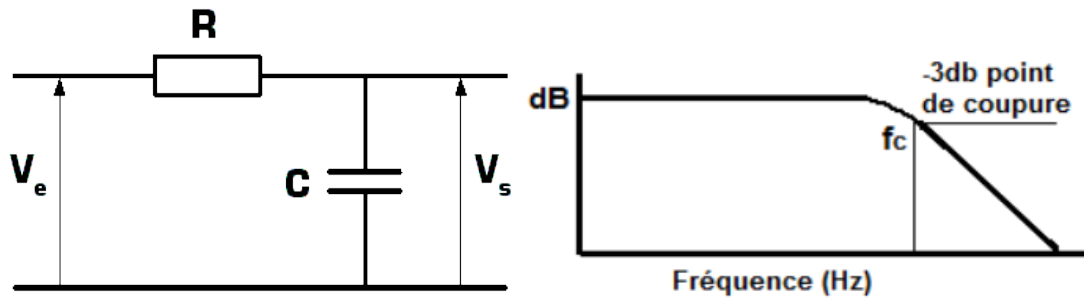 R
Ve
C
Vs
dB
-3db point
de coupure
fc
Fréquence (Hz)